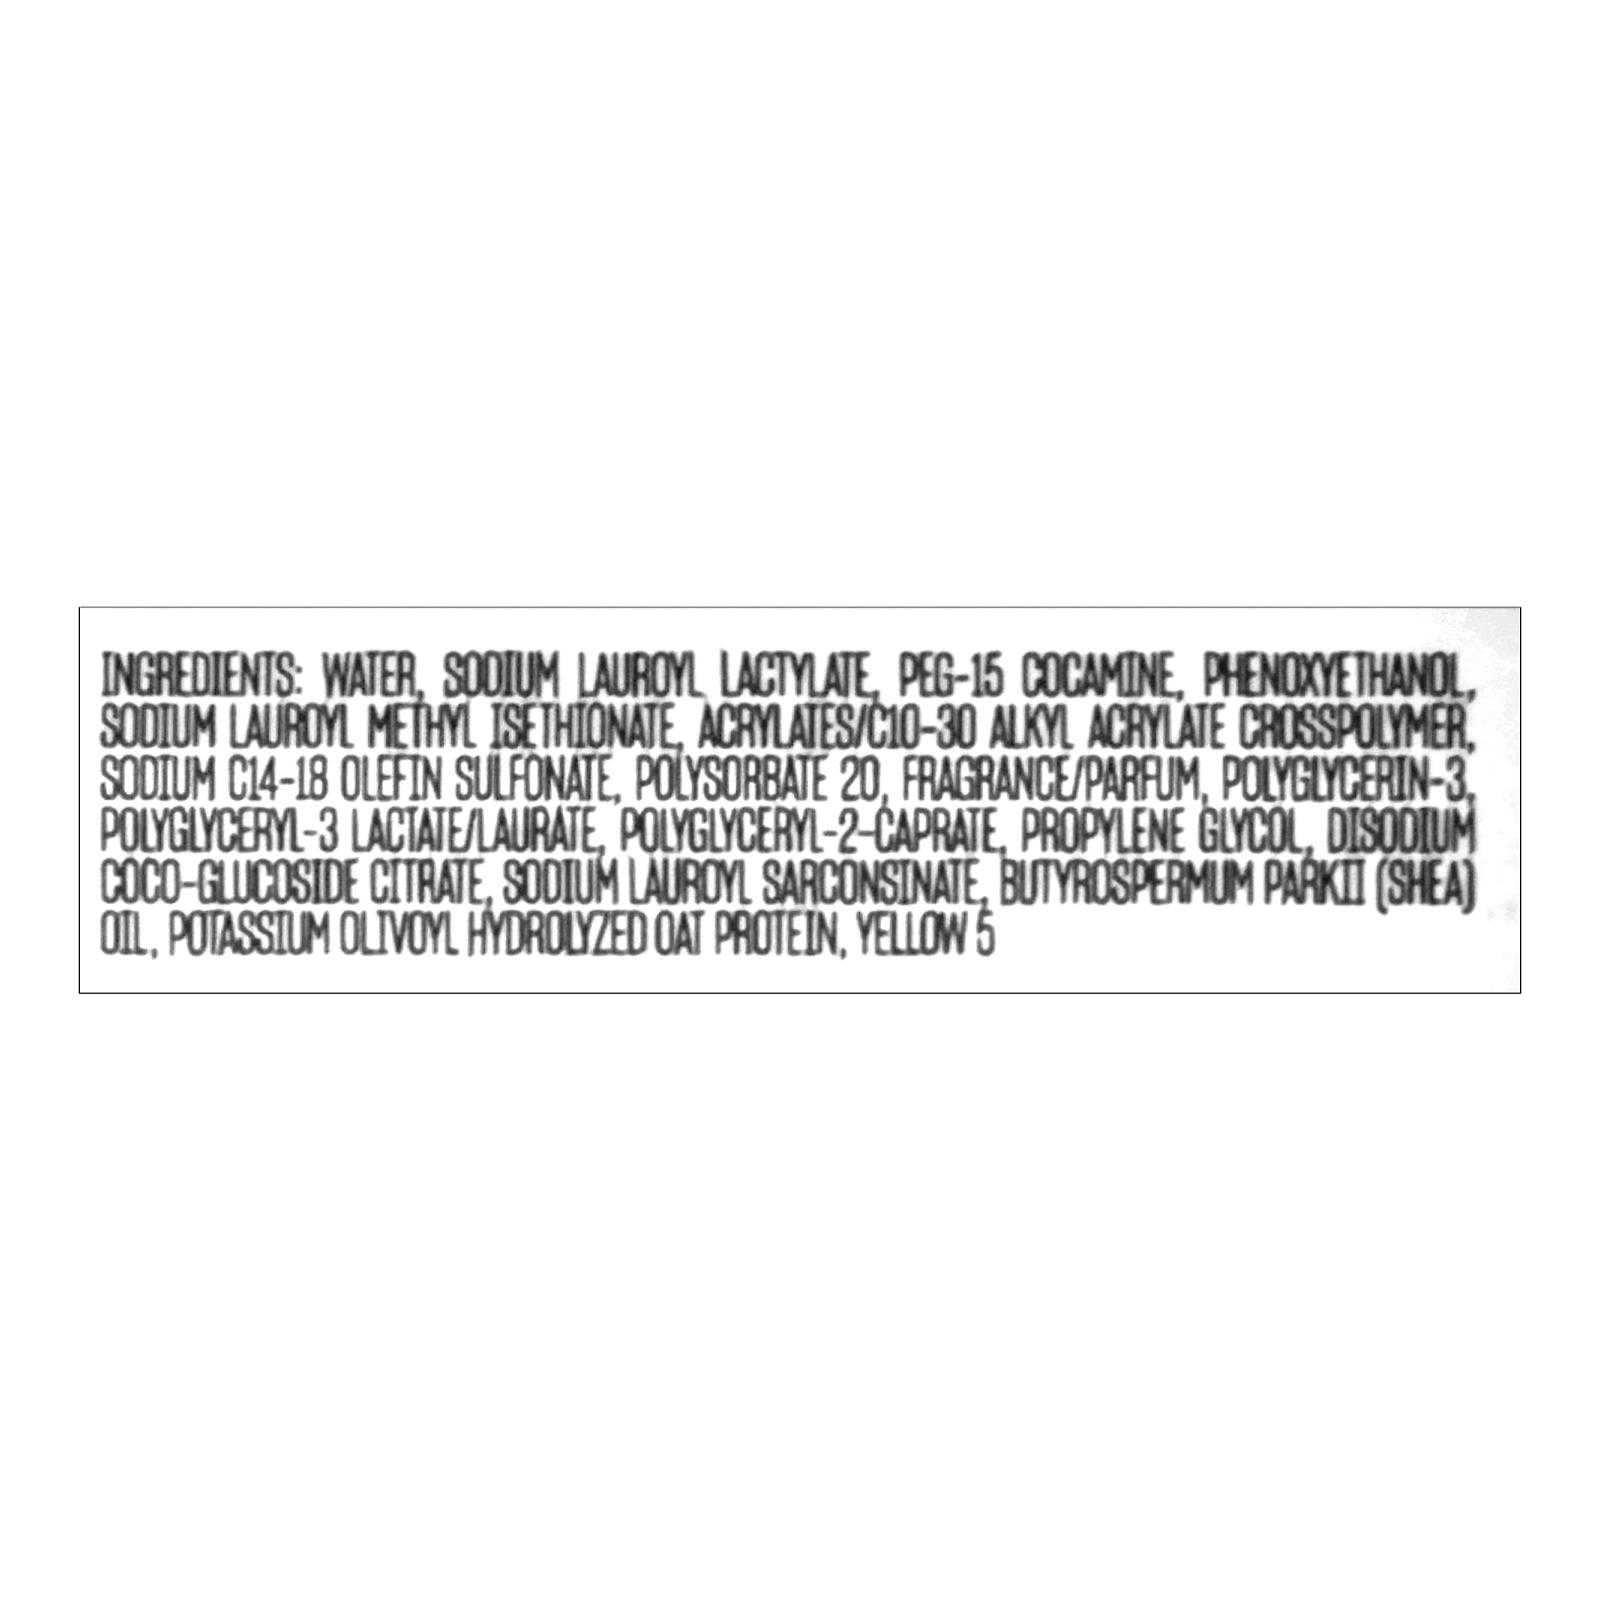 INGREDIENTS: WATER, SODIUM LAUROYL LACTYLATE, PEG-15 COCAMINE, PHENOXYETHANOL,
SODIUM LAUROYL METHYL ISETHIONATE, ACRYLATES/C10-30 ALKYL ACRYLATE CROSSPOLYMER,
SODIUM C14-18 OLEFIN SULFONATE, POLYSORBATE 20, FRAGRANCE/PARFUM, POLYGLYCERIN-3,
POLYGLYCERYL-3 LACTATE/LAURATE, POLYGLYCERYL-2-CAPRATE, PROPYLENE GLYCOL, DISODIUM
COCO-GLUCOSIDE CITRATE, SODIUM LAUROYL SARCONSINATE, BUTYROSPERMUM PARKII (SHEA)
OIL, POTASSIUM OLIVOYL HYDROLYZED OAT PROTEIN, YELLOW 5